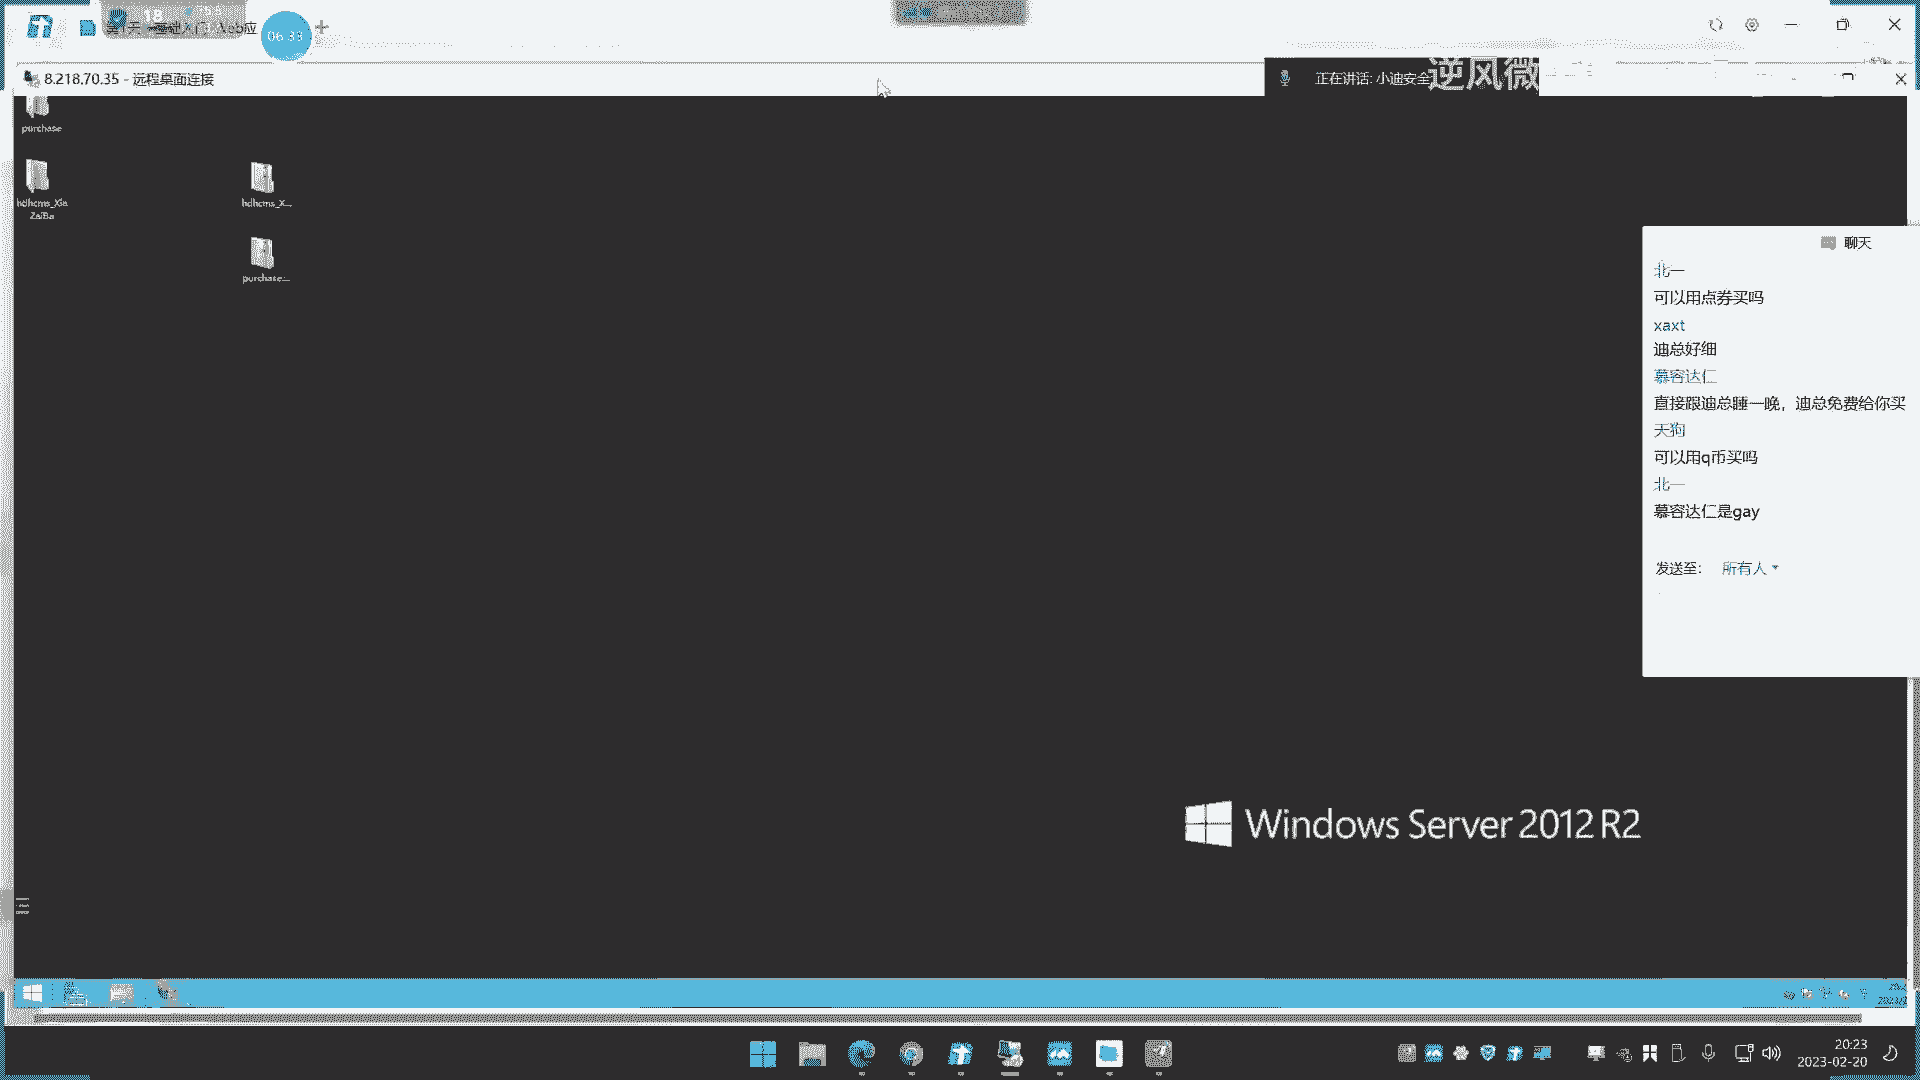 18
06:33
8.218.70.35 - 远程桌面连接
正在讲话: 小迪安全
逆风微
purchase
hdhcms_Xia
ZaiBa
hdhcms_X...
purchase...
聊天
北一
可以用点券买吗
xaxt
迪总好细
慕容达仁
直接跟迪总睡一晚，迪总免费给你买
天狗
可以用q币买吗
北一
慕容达仁是gay
发送至: 所有人
Windows Server 2012 R2
20:23
2023-02-20